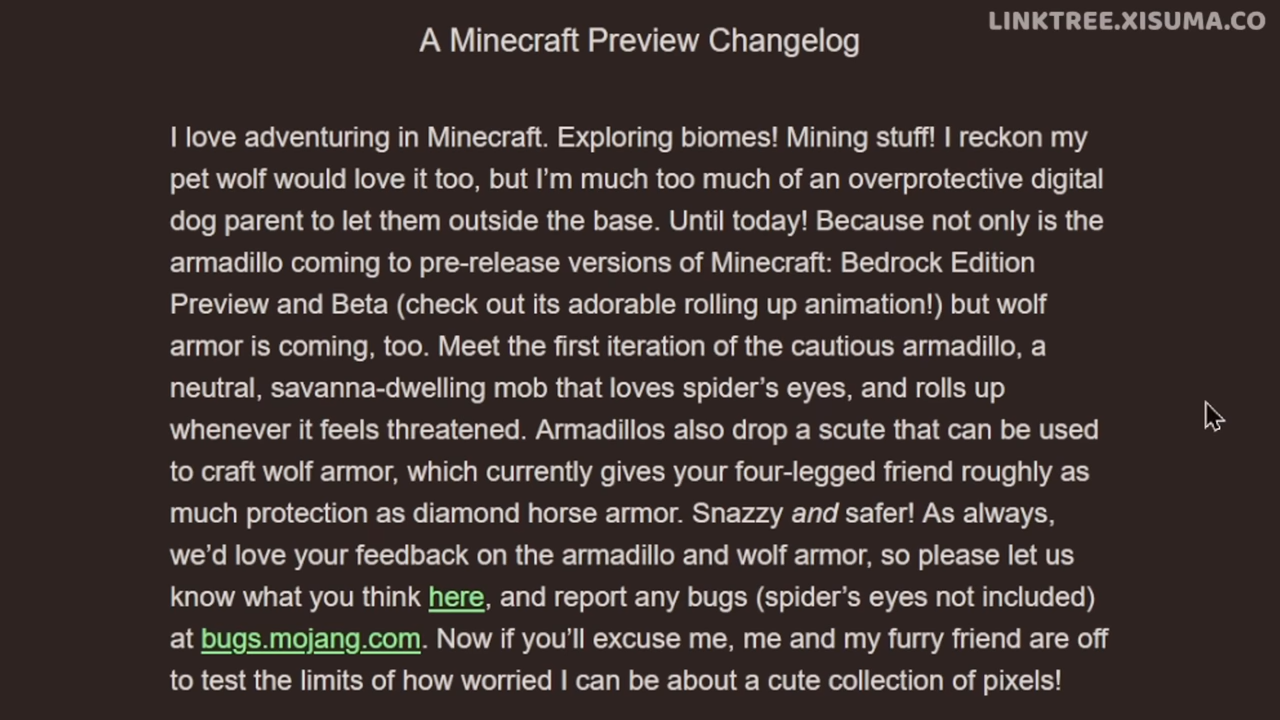 LINKTREE.XISUMA.CO
A Minecraft Preview Changelog
I love adventuring in Minecraft. Exploring biomes! Mining stuff! I reckon my
pet wolf would love it too, but I’m much too much of an overprotective digital
dog parent to let them outside the base. Until today! Because not only is the
armadillo coming to pre-release versions of Minecraft: Bedrock Edition
Preview and Beta (check out its adorable rolling up animation!) but wolf
armor is coming, too. Meet the first iteration of the cautious armadillo, a
neutral, savanna-dwelling mob that loves spider’s eyes, and rolls up
whenever it feels threatened. Armadillos also drop a scute that can be used
to craft wolf armor, which currently gives your four-legged friend roughly as
much protection as diamond horse armor. Snazzy and safer! As always,
we’d love your feedback on the armadillo and wolf armor, so please let us
know what you think here, and report any bugs (spider’s eyes not included)
at bugs.mojang.com. Now if you’ll excuse me, me and my furry friend are off
to test the limits of how worried I can be about a cute collection of pixels!